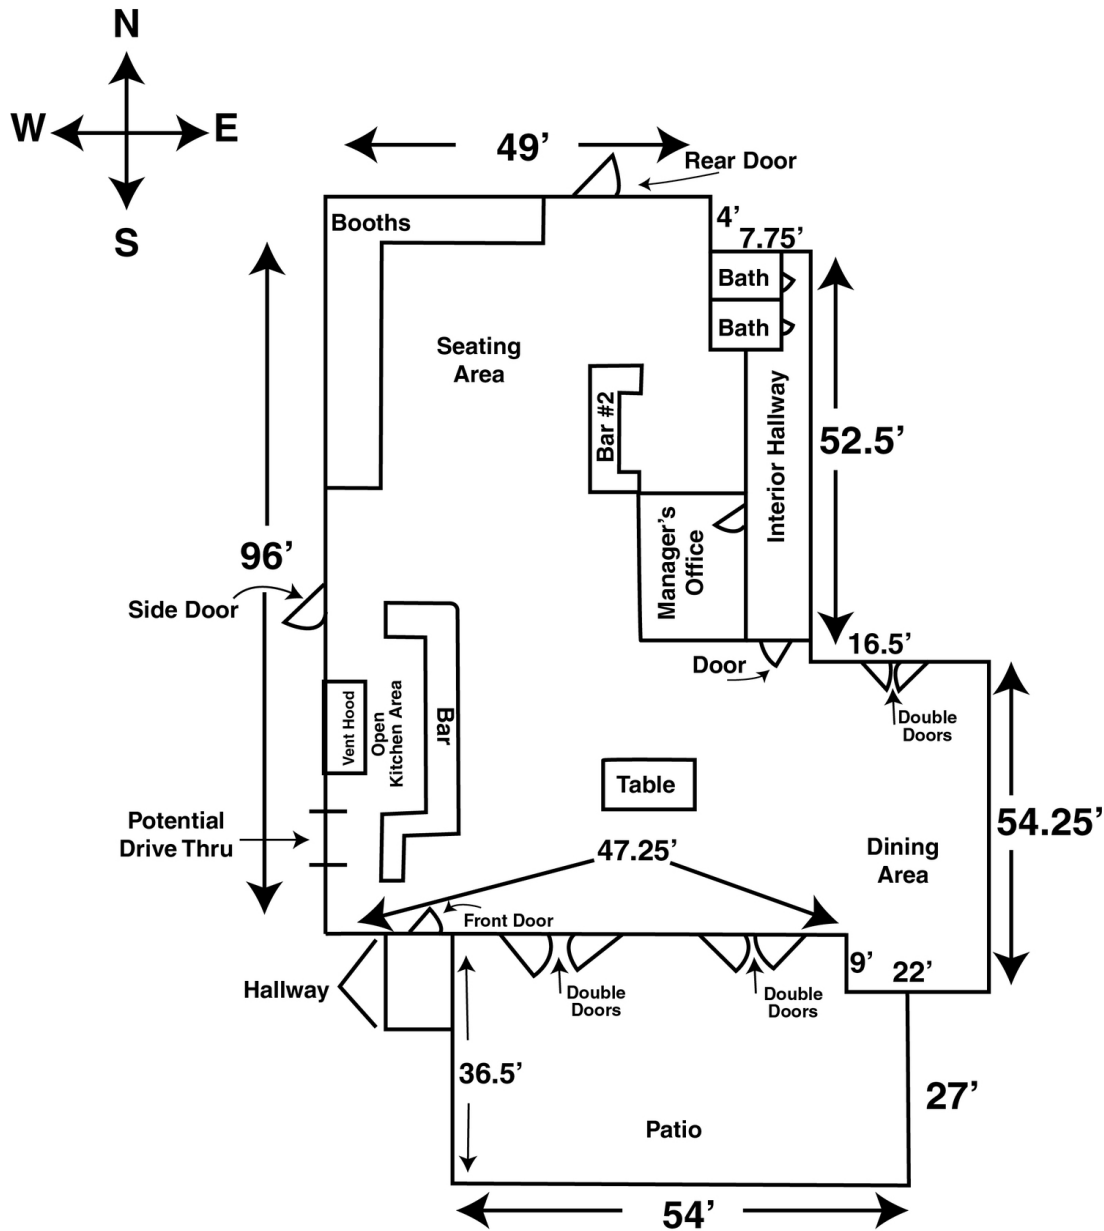 N
W
E
S
49’
Rear Door
Booths
4’
7.75’
Bath
Bath
Seating
Area
Bar #2
Interior Hallway
52.5’
Manager’s
Office
96’
Side Door
Door
16.5’
Double
Doors
Vent Hood
Open
Kitchen Area
Bar
Table
54.25’
Potential
Drive Thru
47.25’
Dining
Area
Front Door
9’
22’
Hallway
Double
Doors
Double
Doors
36.5’
27’
Patio
54’